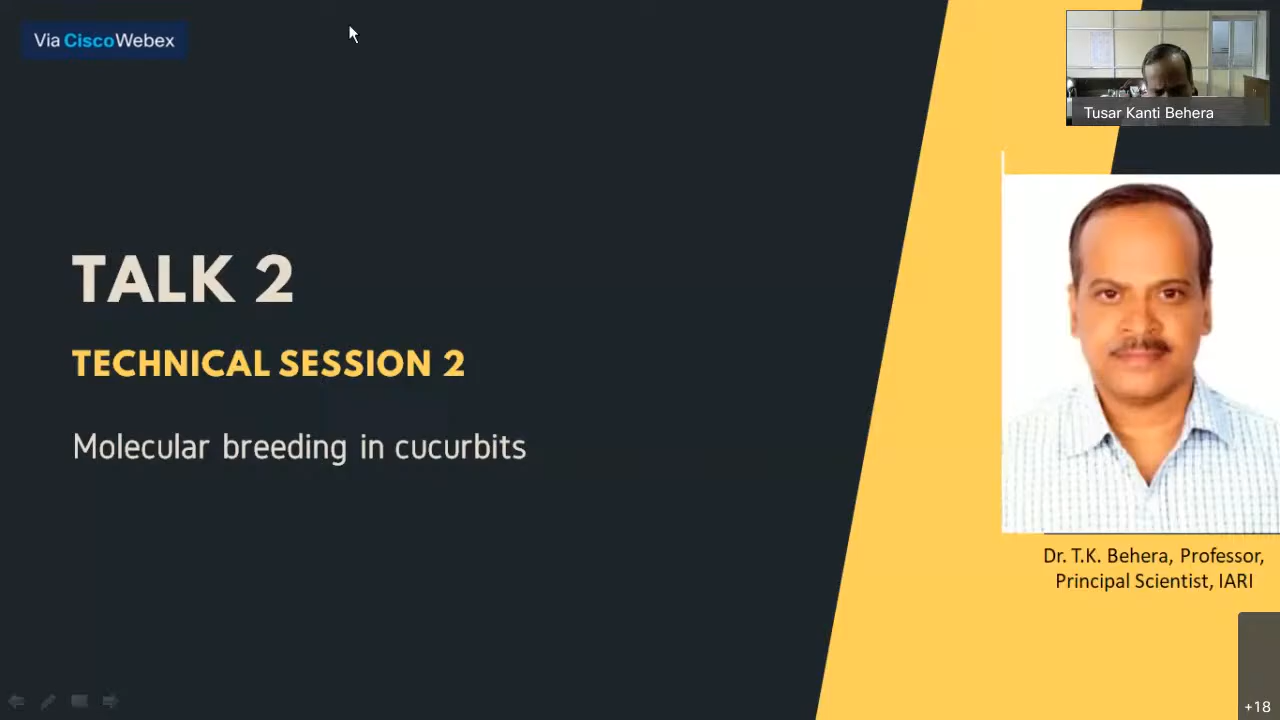 Via CiscoWebex
Tusar Kanti Behera
TALK 2
TECHNICAL SESSION 2
Molecular breeding in cucurbits
Dr. T.K. Behera, Professor,
Principal Scientist, IARI
+18